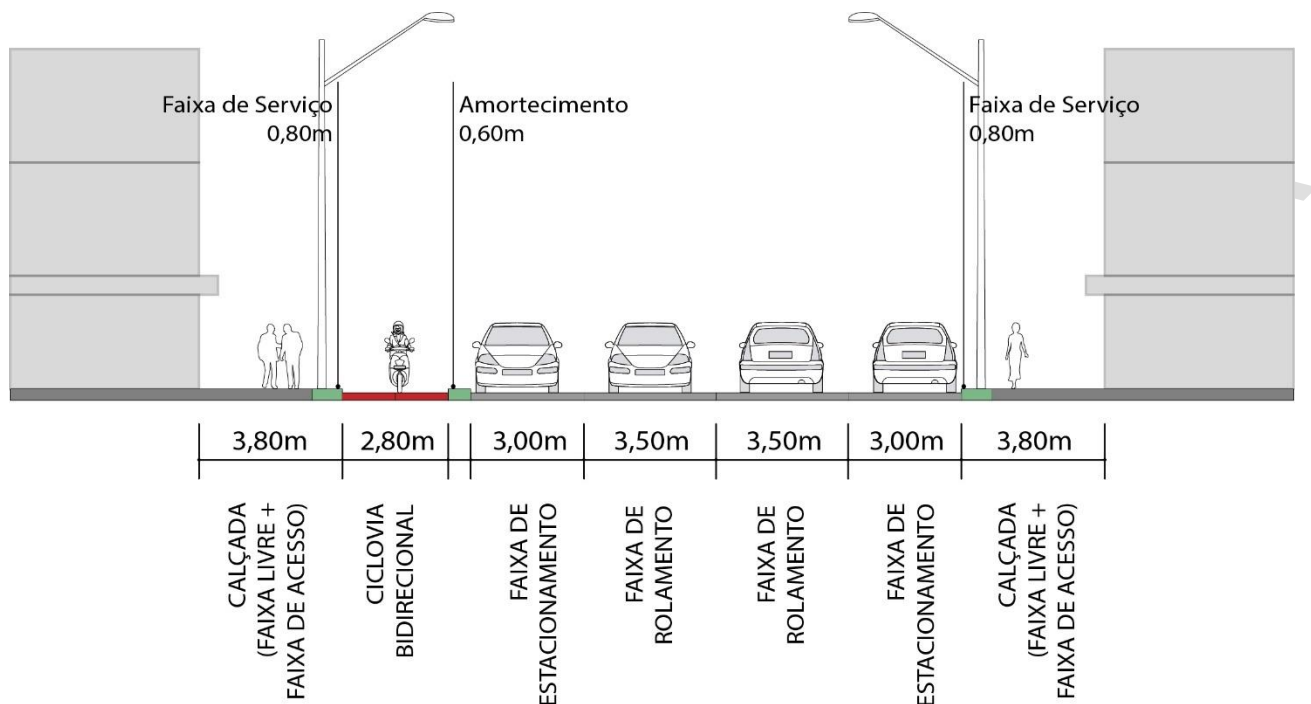 Faixa de Serviço
0,80m
Amortecimento
0,60m
Faixa de Serviço
0,80m
3,80m
2,80m
3,00m
3,50m
3,50m
3,00m
3,80m
CALÇADA
(FAIXA LIVRE +
FAIXA DE ACESSO)
CICLOVIA
BIDIRECIONAL
FAIXA DE
ESTACIONAMENTO
FAIXA DE
ROLAMENTO
FAIXA DE
ROLAMENTO
FAIXA DE
ESTACIONAMENTO
CALÇADA
(FAIXA LIVRE +
FAIXA DE ACESSO)